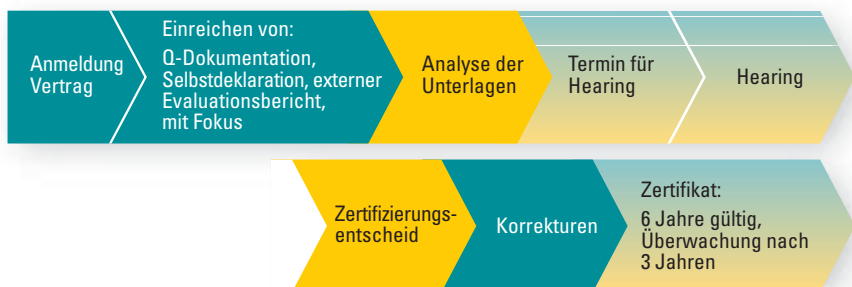 Anmeldung
Vertrag
Einreichen von:
Q-Dokumentation,
Selbstdeklaration, externer
Evaluationsbericht,
mit Fokus
Analyse der
Unterlagen
Termin für
Hearing
Hearing
Zertifizierungs-
entscheid
Korrekturen
Zertifikat:
6 Jahre gültig,
Überwachung nach
3 Jahren